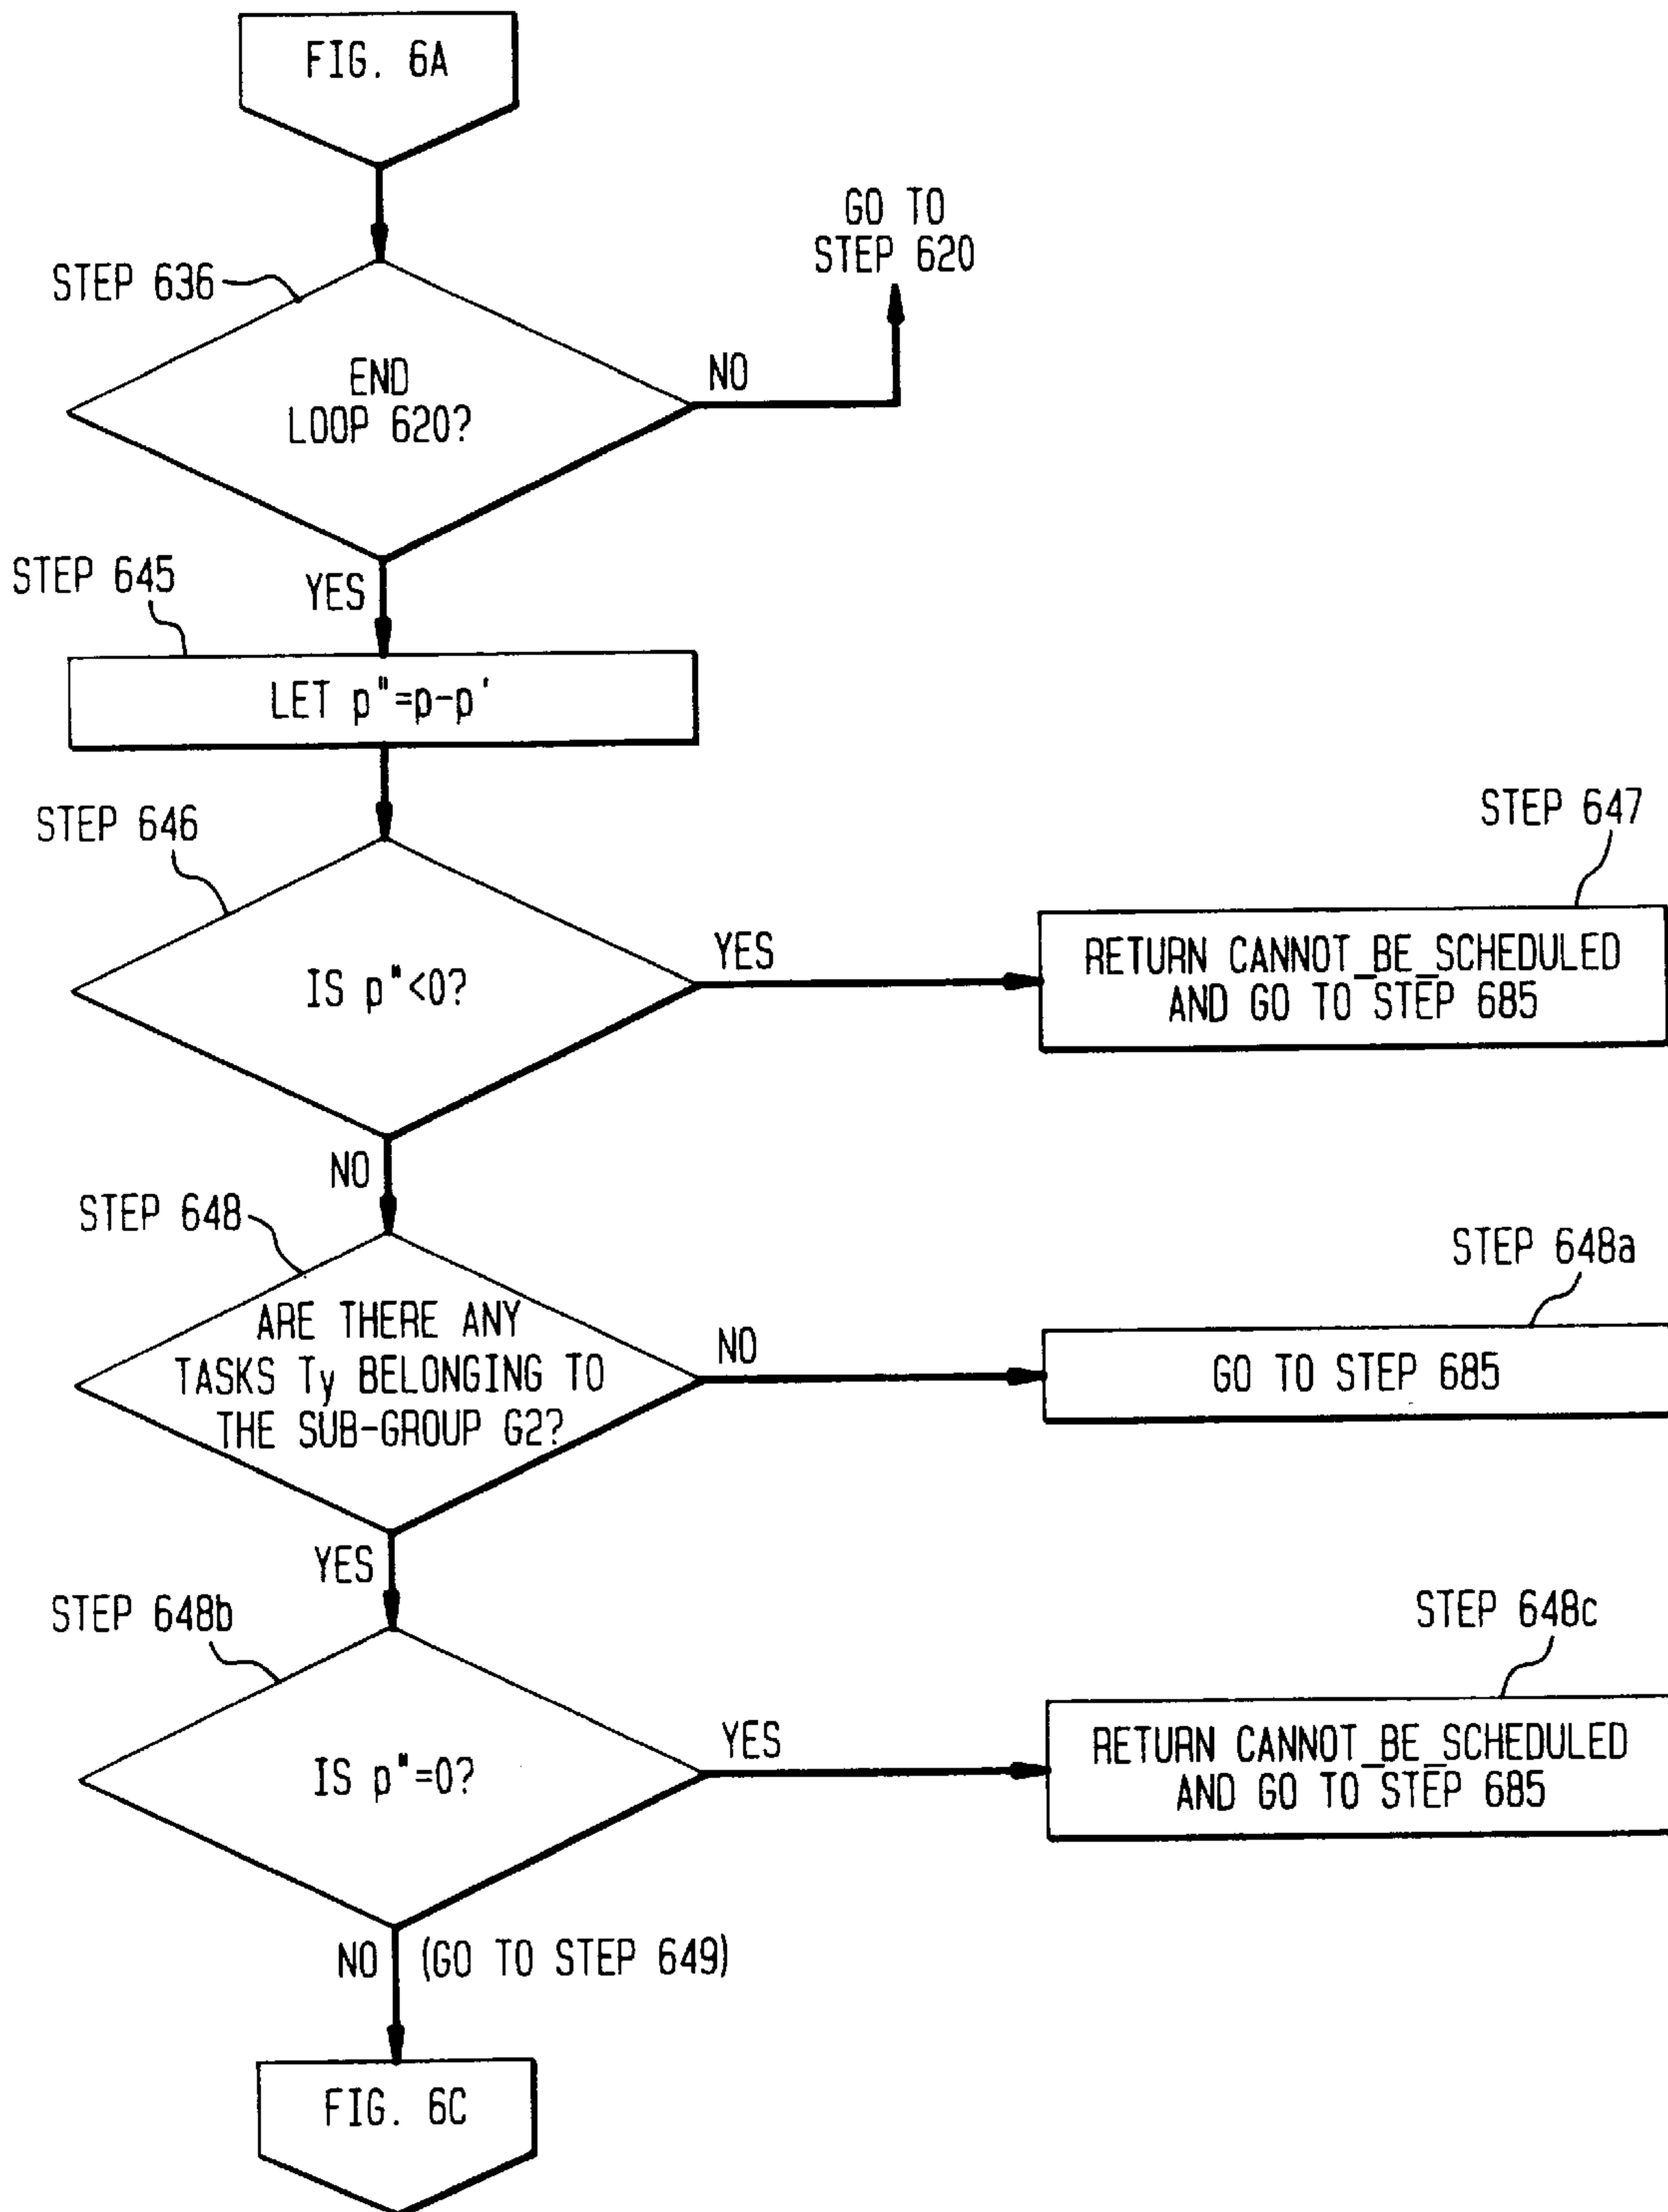 FIG. 6A
GO TO
STEP 620
STEP 636
END
LOOP 620?
NO
STEP 645
YES
LET p"=p-p'
STEP 646
STEP 647
IS p"<0?
YES
RETURN CANNOT_BE_SCHEDULED
AND GO TO STEP 685
NO
STEP 648
STEP 648a
ARE THERE ANY
TASKS Ty BELONGING TO
THE SUB-GROUP G2?
NO
GO TO STEP 685
YES
STEP 648b
STEP 648c
IS p"=0?
YES
RETURN CANNOT_BE_SCHEDULED
AND GO TO STEP 685
NO (GO TO STEP 649)
FIG. 6C